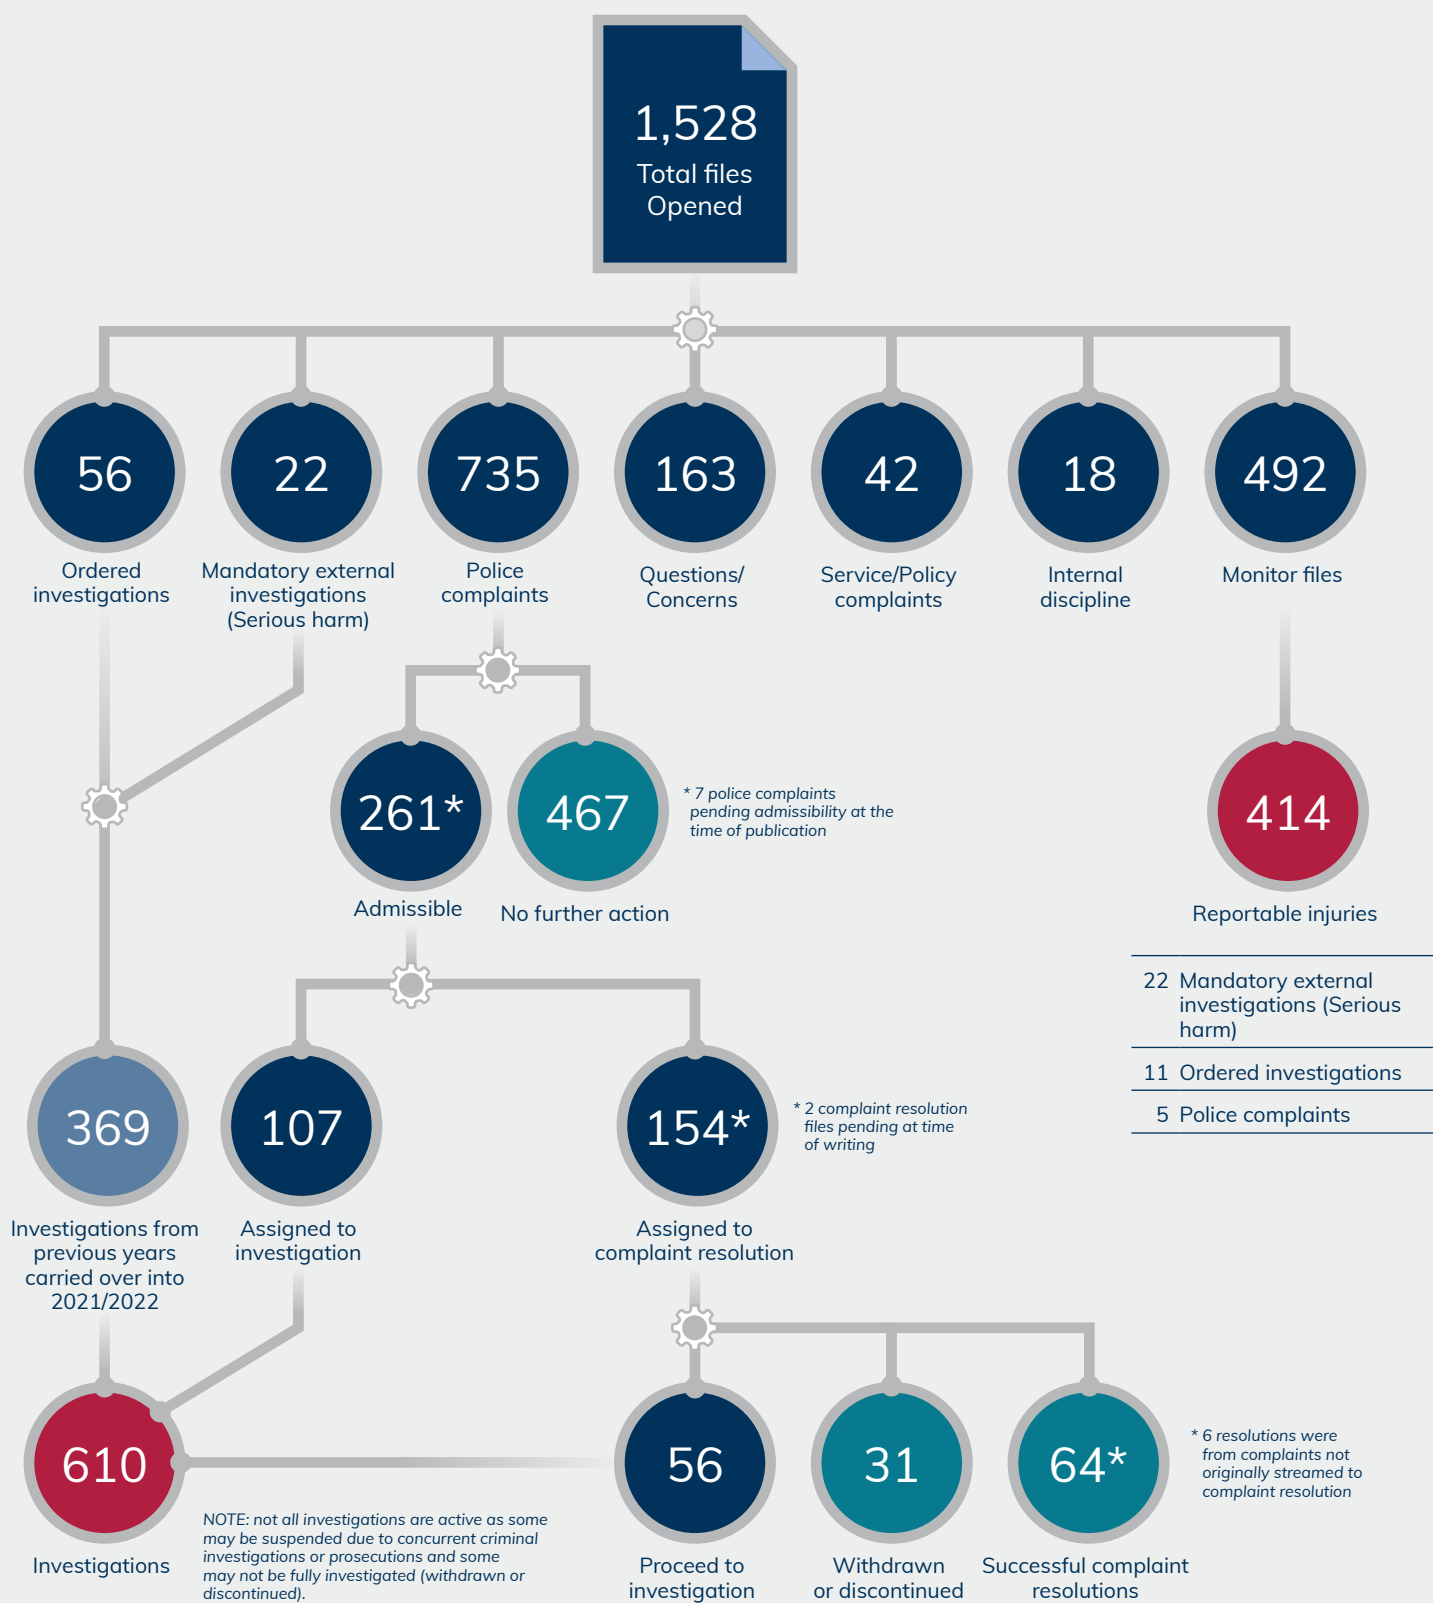 1,528
Total files
Opened
56
Ordered
investigations
22
Mandatory external
investigations
(Serious harm)
735
Police
complaints
163
Questions/
Concerns
42
Service/Policy
complaints
18
Internal
discipline
492
Monitor files
261*
Admissible
467
No further action
* 7 police complaints
pending admissibility at the
time of publication
414
Reportable injuries
22 Mandatory external
investigations (Serious
harm)
11 Ordered investigations
5 Police complaints
369
Investigations from
previous years
carried over into
2021/2022
107
Assigned to
investigation
154*
Assigned to
complaint resolution
* 2 complaint resolution
files pending at time
of writing
610
Investigations
NOTE: not all investigations are active as some
may be suspended due to concurrent criminal
investigations or prosecutions and some
may not be fully investigated (withdrawn or
discontinued).
56
Proceed to
investigation
31
Withdrawn
or discontinued
64*
Successful complaint
resolutions
* 6 resolutions were
from complaints not
originally streamed to
complaint resolution